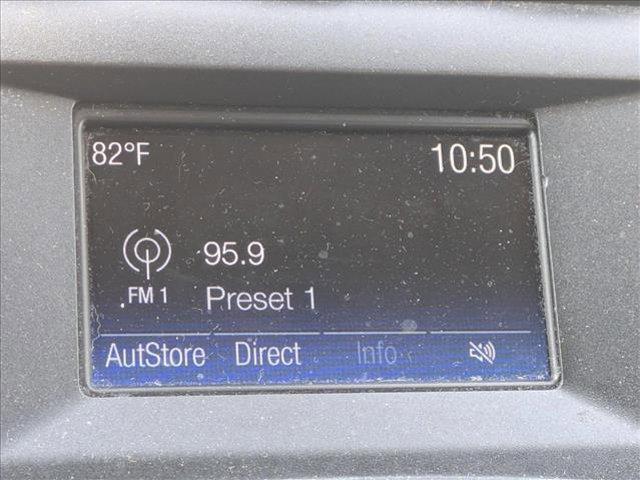 82°F 10:50
95.9
FM 1 Preset 1
AutStore Direct Info